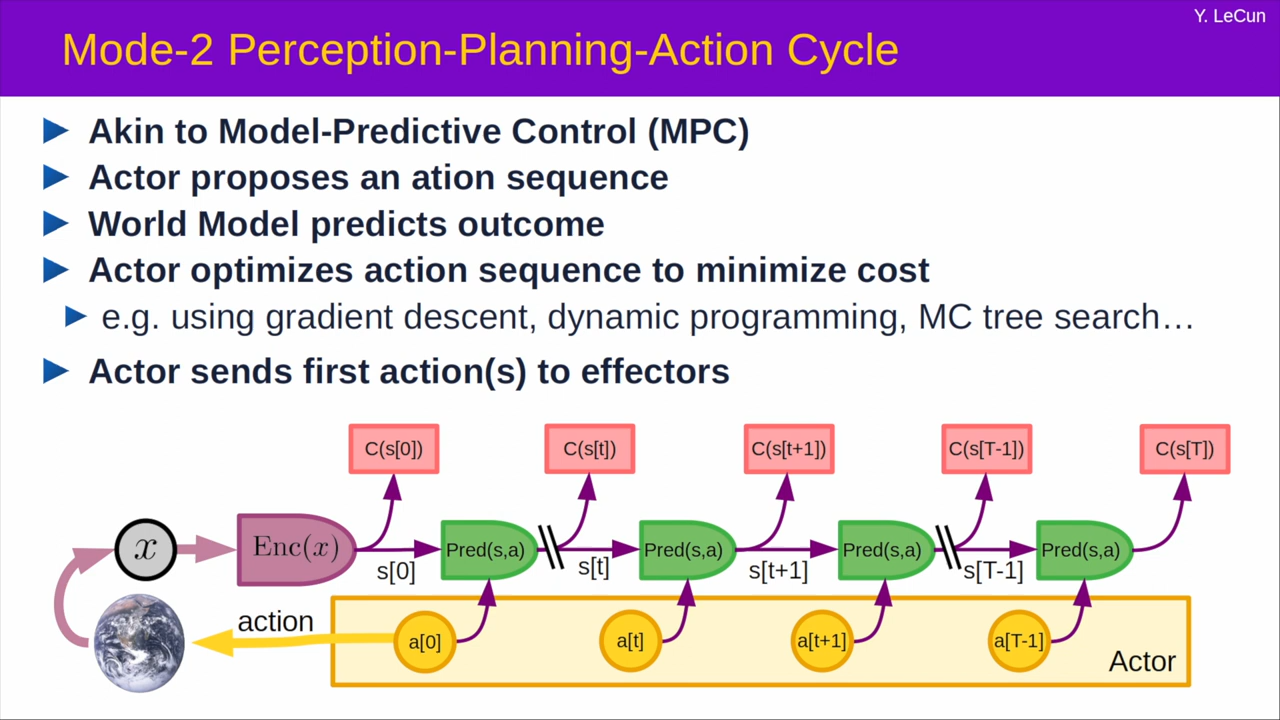 Y. LeCun
Mode-2 Perception-Planning-Action Cycle
Akin to Model-Predictive Control (MPC)
Actor proposes an ation sequence
World Model predicts outcome
Actor optimizes action sequence to minimize cost
e.g. using gradient descent, dynamic programming, MC tree search…
Actor sends first action(s) to effectors
C(s[0]) C(s[t]) C(s[t+1]) C(s[T-1]) C(s[T])
x Enc(x) Pred(s,a) Pred(s,a) Pred(s,a) Pred(s,a)
s[0] s[t] s[t+1] s[T-1]
action
a[0] a[t] a[t+1] a[T-1]
Actor